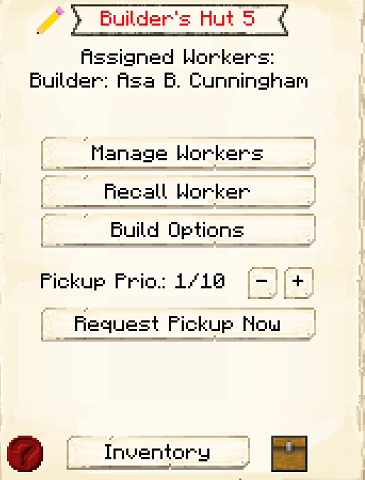 Builder's Hut 5
Assigned Workers:
Builder: Asa B. Cunningham
Manage Workers
Recall Worker
Build Options
Pickup Prio.: 1/10 - +
Request Pickup Now
? Inventory